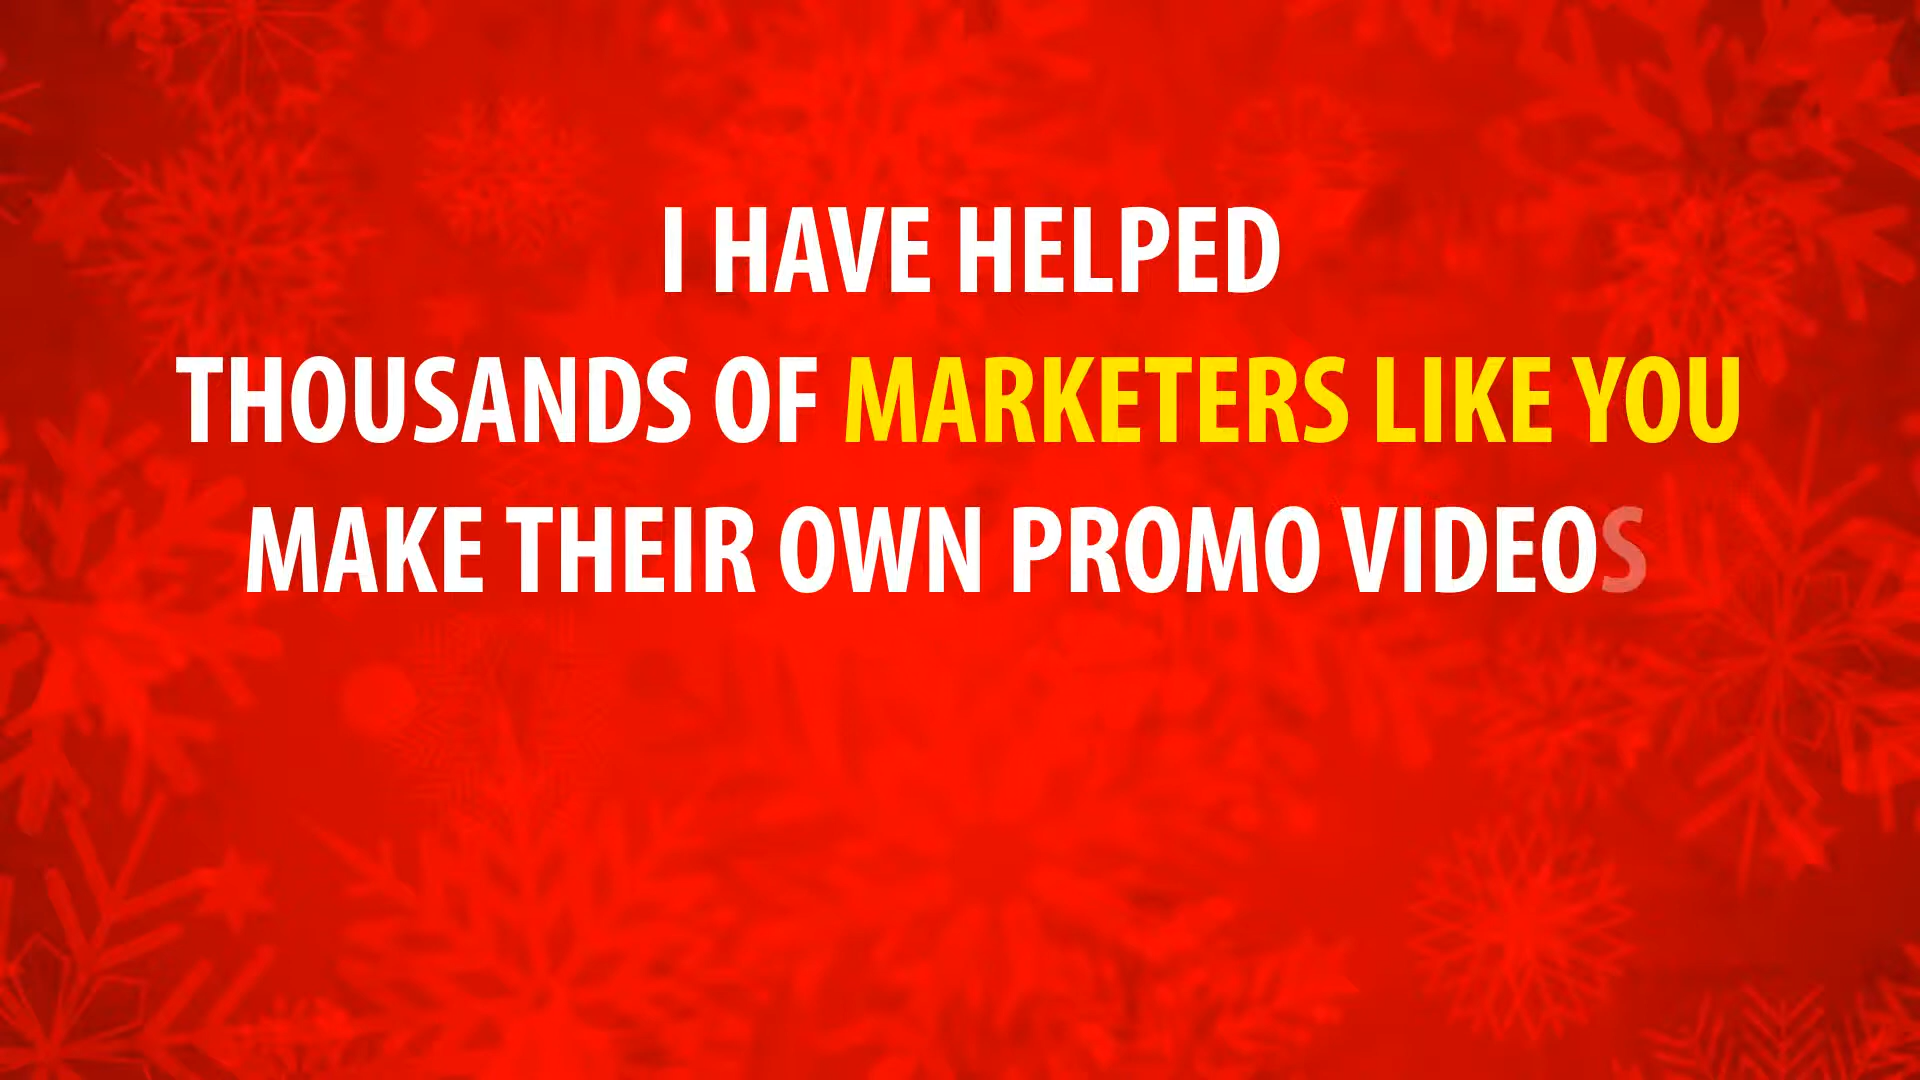 I HAVE HELPED
THOUSANDS OF MARKETERS LIKE YOU
MAKE THEIR OWN PROMO VIDEOS